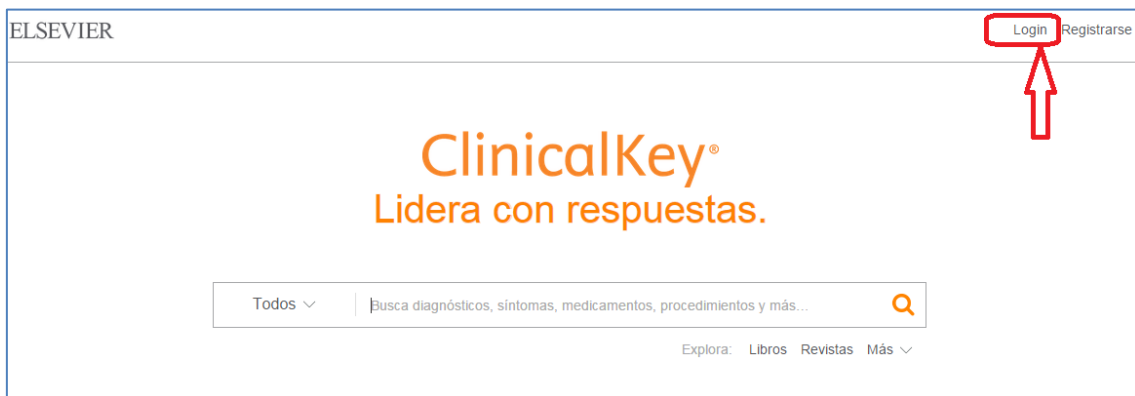 ELSEVIER
Login Registrarse
ClinicalKey®
Lidera con respuestas.
Todos Busca diagnósticos, síntomas, medicamentos, procedimientos y más...
Explora: Libros Revistas Más